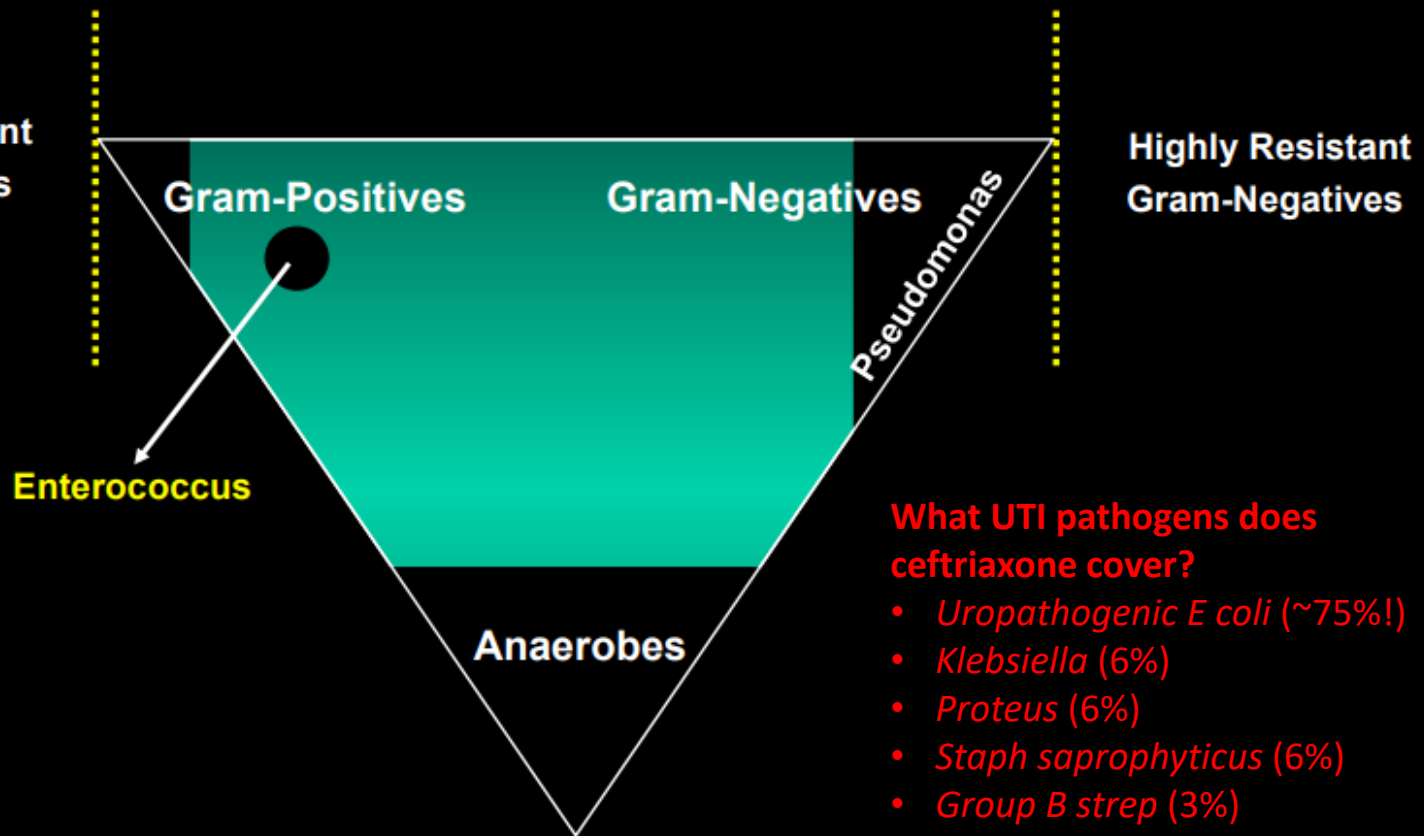 Highly Resistant
Gram-Negatives
Gram-Positives
Gram-Negatives
Pseudomonas
Enterococcus
Anaerobes
What UTI pathogens does
ceftriaxone cover?
• Uropathogenic E coli (~75%!)
• Klebsiella (6%)
• Proteus (6%)
• Staph saprophyticus (6%)
• Group B strep (3%)